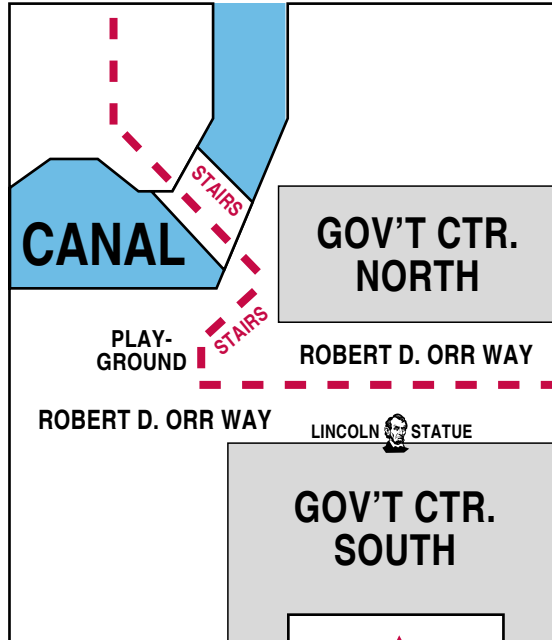 STAIRS
CANAL
GOV'T CTR.
NORTH
STAIRS
PLAY-
GROUND
ROBERT D. ORR WAY
ROBERT D. ORR WAY
LINCOLN STATUE
GOV'T CTR.
SOUTH